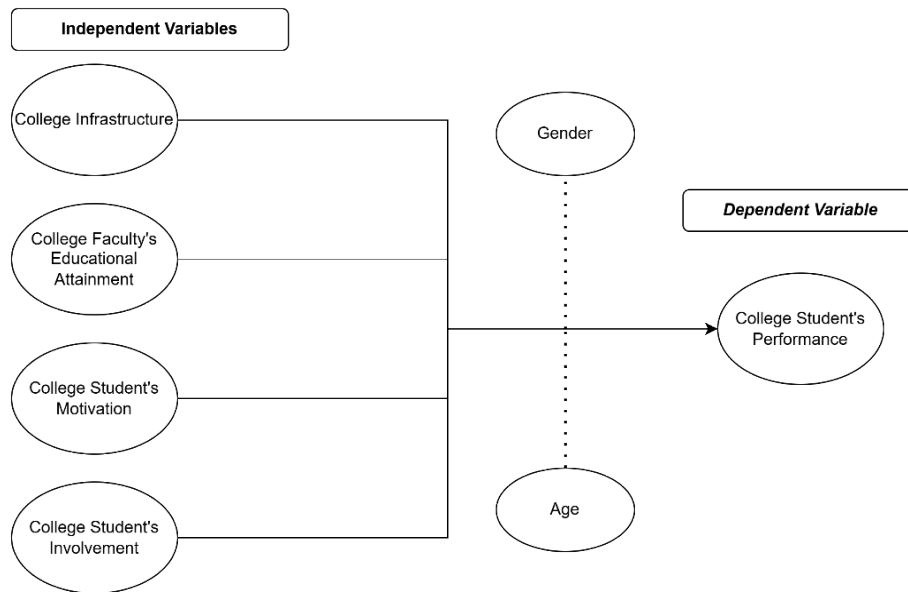 Independent Variables
College Infrastructure
College Faculty's
Educational
Attainment
College Student's
Motivation
College Student's
Involvement
Gender
Age
Dependent Variable
College Student's
Performance